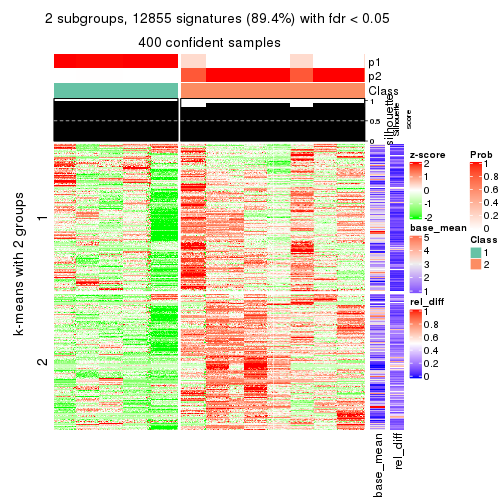 2 subgroups, 12855 signatures (89.4%) with fdr < 0.05
400 confident samples
p1
p2
Class
1
0.5
0
silhouette
Silhouette
score
k-means with 2 groups
1
2
base_mean
rel_diff
z-score
2
1
0
-1
-2
base_mean
5
4
3
2
1
rel_diff
1
0.8
0.6
0.4
0.2
0
Prob
1
0.8
0.6
0.4
0.2
0
Class
1
2